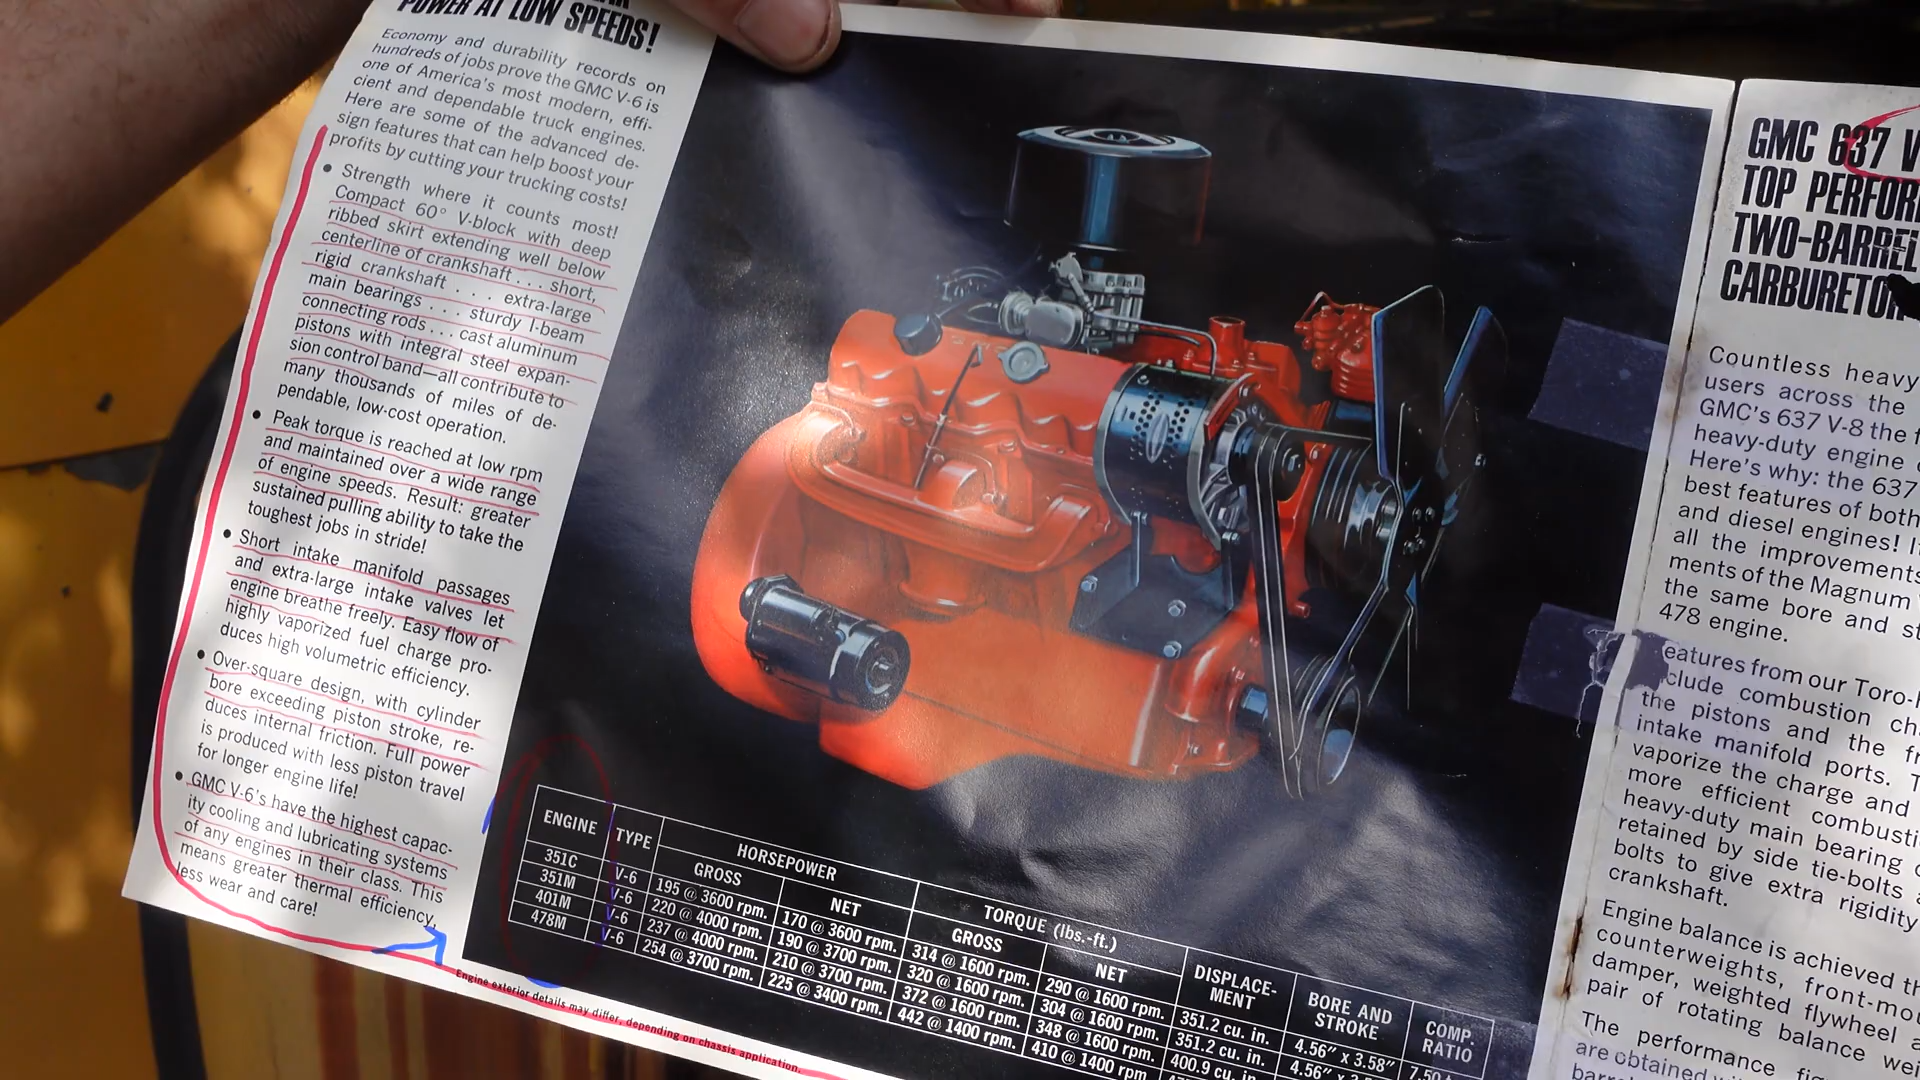 POWER AT LOW SPEEDS!
Economy and durability records on
hundreds of jobs prove the GMC V-6 is
one of America's most modern, effi-
cient and dependable truck engines.
Here are some of the advanced de-
sign features that can help boost your
profits by cutting your trucking costs!
• Strength where it counts most!
Compact 60° V-block with deep
ribbed skirt extending well below
centerline of crankshaft . . . short,
rigid crankshaft . . . extra-large
main bearings . . . sturdy I-beam
connecting rods . . . cast aluminum
pistons with integral steel expan-
sion control band—all contribute to
many thousands of miles of de-
pendable, low-cost operation.
• Peak torque is reached at low rpm
and maintained over a wide range
of engine speeds. Result: greater
sustained pulling ability to take the
toughest jobs in stride!
• Short intake manifold passages
and extra-large intake valves let
engine breathe freely. Easy flow of
highly vaporized fuel charge pro-
duces high volumetric efficiency.
• Over-square design, with cylinder
bore exceeding piston stroke, re-
duces internal friction. Full power
is produced with less piston travel
for longer engine life!
• GMC V-6's have the highest capac-
ity cooling and lubricating systems
of any engines in their class. This
means greater thermal efficiency,
less wear and care!
ENGINE TYPE HORSEPOWER TORQUE (lbs.-ft.) DISPLACE-MENT BORE AND STROKE COMP. RATIO
GROSS NET GROSS NET
351C V-6 195 @ 3600 rpm. 170 @ 3600 rpm. 314 @ 1600 rpm. 290 @ 1600 rpm. 351.2 cu. in. 4.56" x 3.58" 7.50
351M V-6 220 @ 4000 rpm. 190 @ 3700 rpm. 320 @ 1600 rpm. 304 @ 1600 rpm. 351.2 cu. in. 4.56" x
401M V-6 237 @ 4000 rpm. 210 @ 3700 rpm. 372 @ 1600 rpm. 348 @ 1600 rpm. 400.9 cu. in.
478M V-6 254 @ 3700 rpm. 225 @ 3400 rpm. 442 @ 1400 rpm. 410 @ 1400 rpm
Engine exterior details may differ, depending on chassis application.
GMC 637 V
TOP PERFOR
TWO-BARREL
CARBURETO
Countless heavy
users across the
GMC's 637 V-8 the f
heavy-duty engine
Here's why: the 637
best features of both
and diesel engines! I
all the improvements
ments of the Magnum
the same bore and st
478 engine.
eatures from our Toro-
clude combustion ch
the pistons and the fr
intake manifold ports. T
vaporize the charge and
more efficient combusti
heavy-duty main bearing
retained by side tie-bolts
bolts to give extra rigidity
crankshaft.
Engine balance is achieved th
counterweights, front-mo
damper, weighted flywheel a
pair of rotating balance wei
The performance fig
are obtained wi
barrel